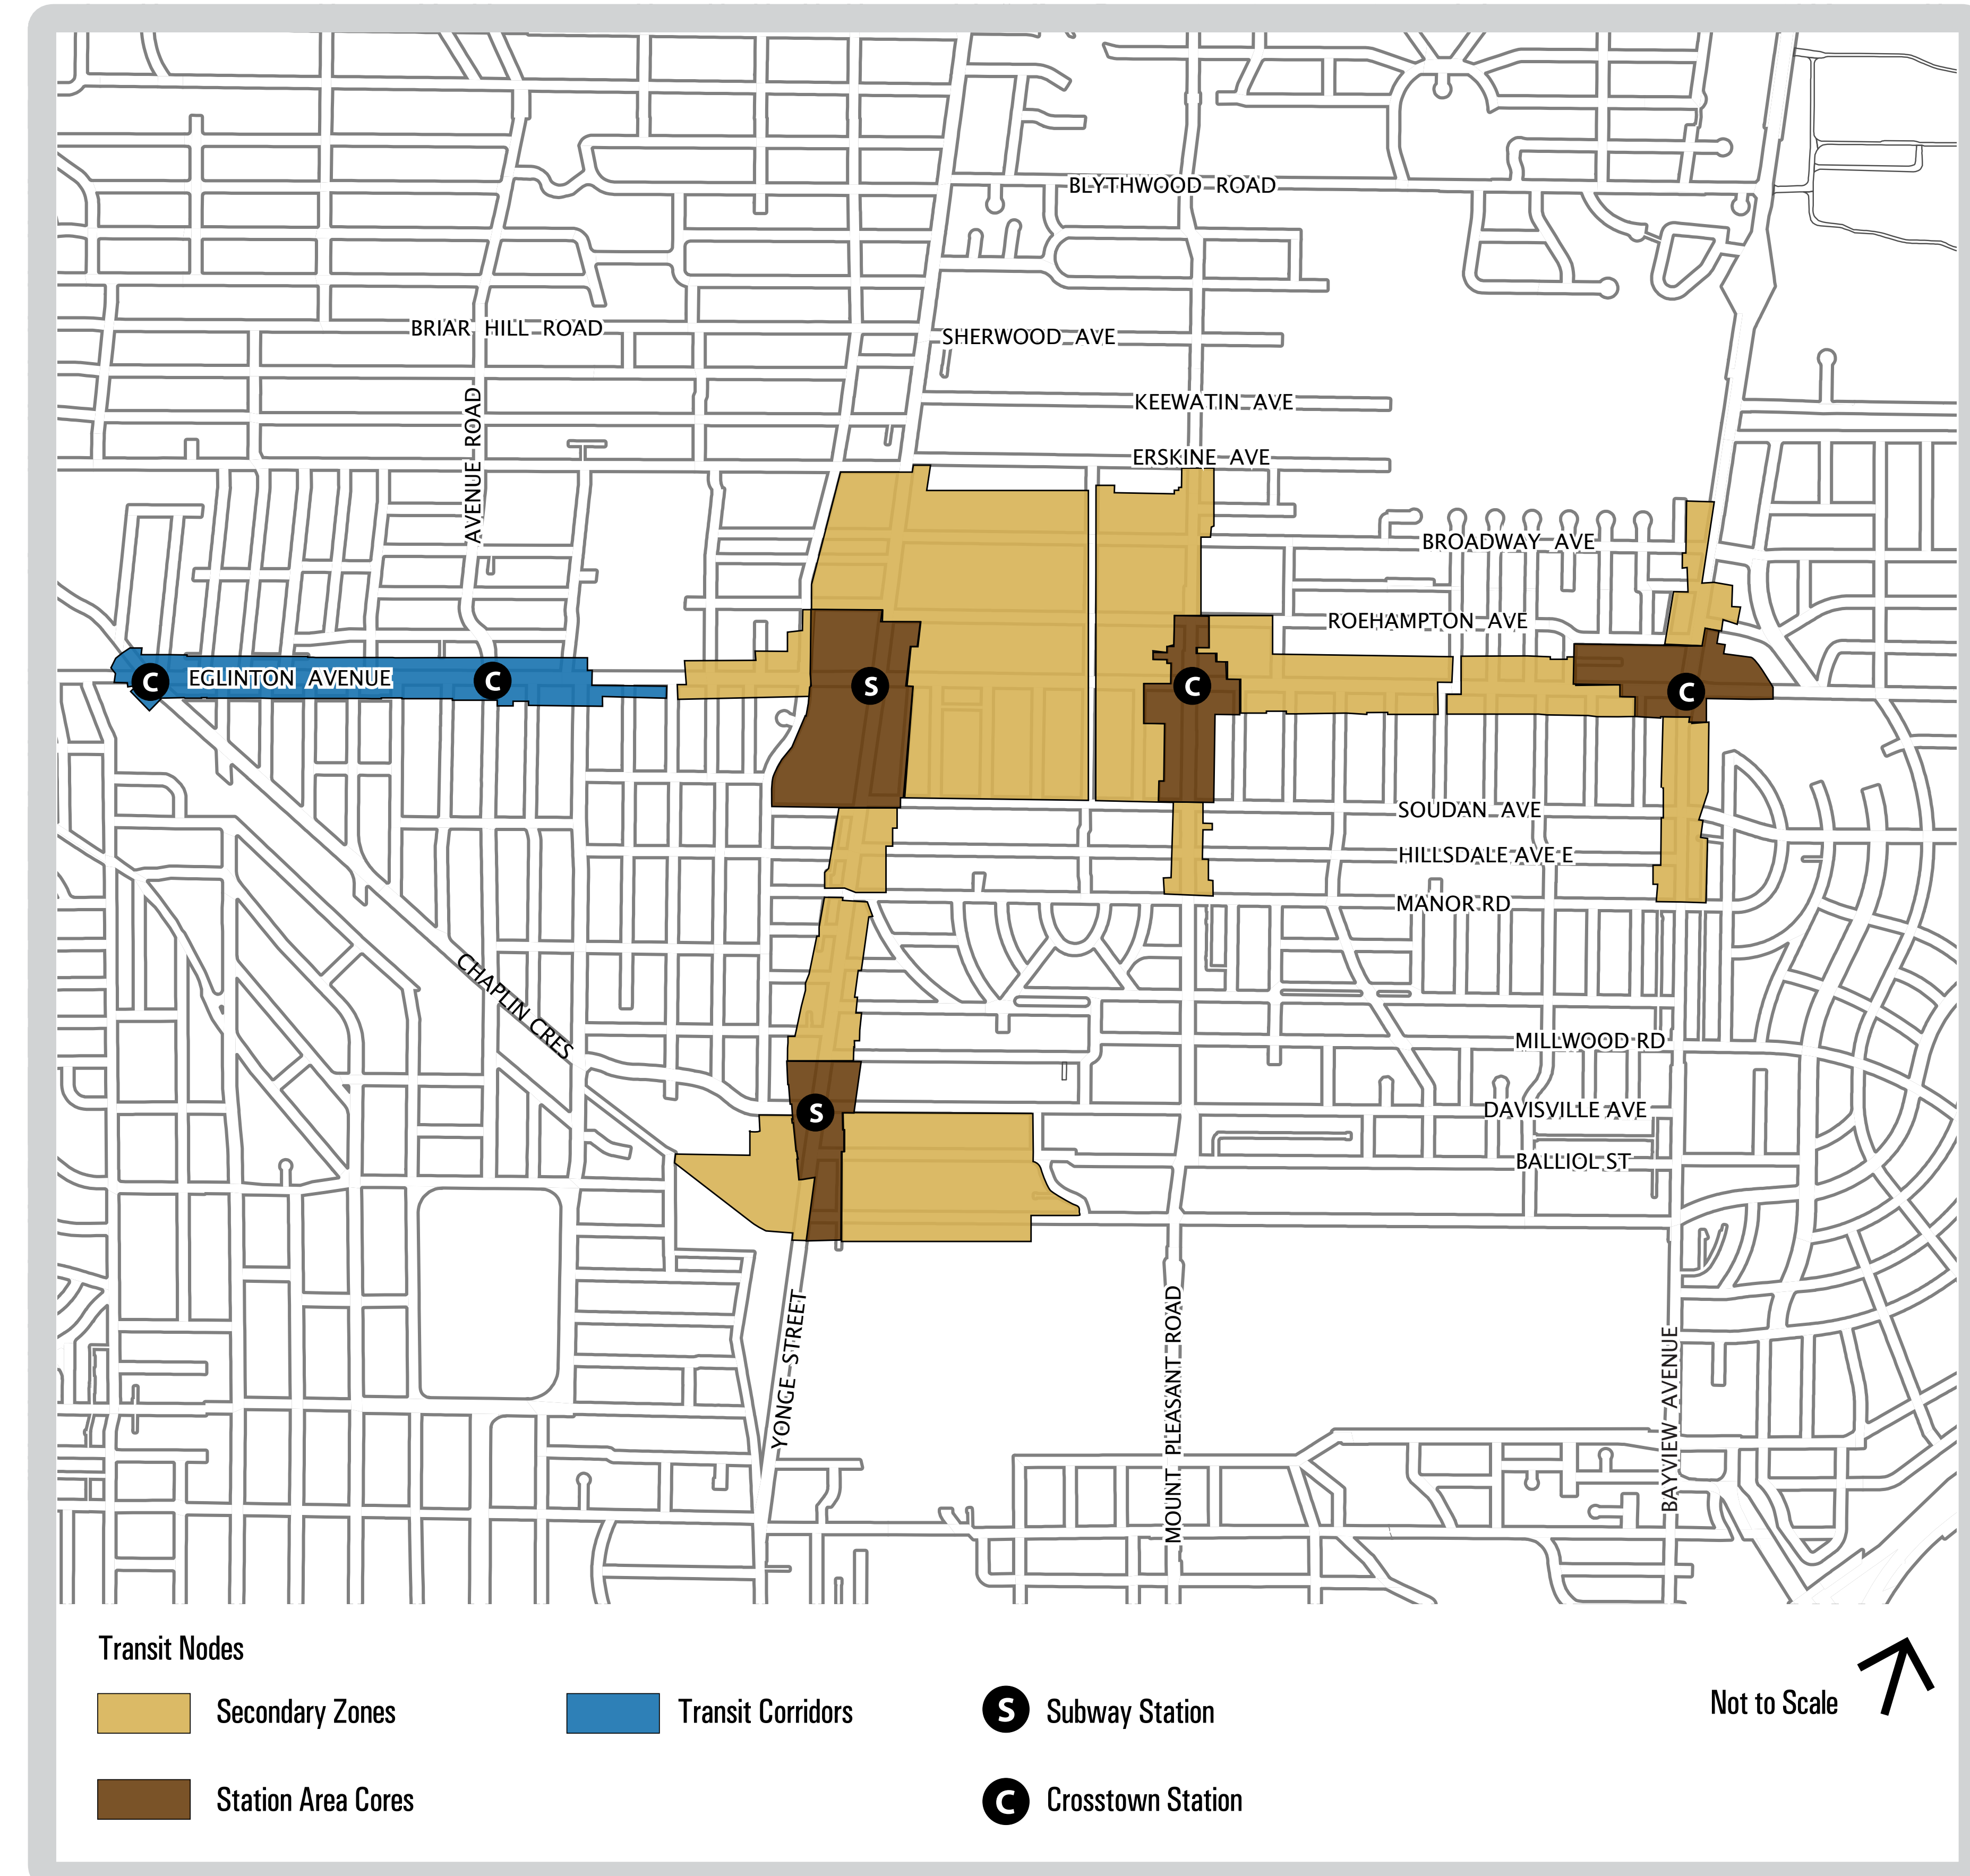 BLYTHWOOD ROAD
BRIAR HILL ROAD
SHERWOOD AVE
KEEWATIN AVE
AVENUE ROAD
ERSKINE AVE
BROADWAY AVE
ROEHAMPTON AVE
C
EGLINTON AVENUE
C
S
C
C
SOUDAN AVE
HILLSDALE AVE E
MANOR RD
CHAPLIN CRES
MILLWOOD RD
S
DAVISVILLE AVE
BALLIOL ST
YONGE STREET
MOUNT PLEASANT ROAD
BAYVIEW AVENUE
Transit Nodes
Secondary Zones
Transit Corridors
S
Subway Station
Not to Scale
Station Area Cores
C
Crosstown Station